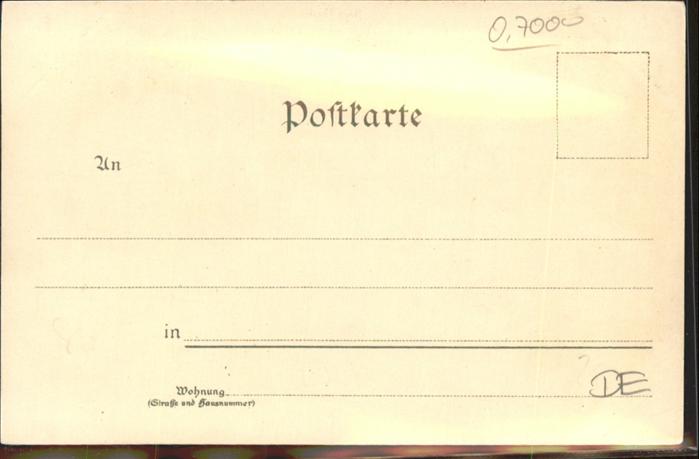 0,7000
Postkarte
An
in
Wohnung
(Straße und Hausnummer)
DE